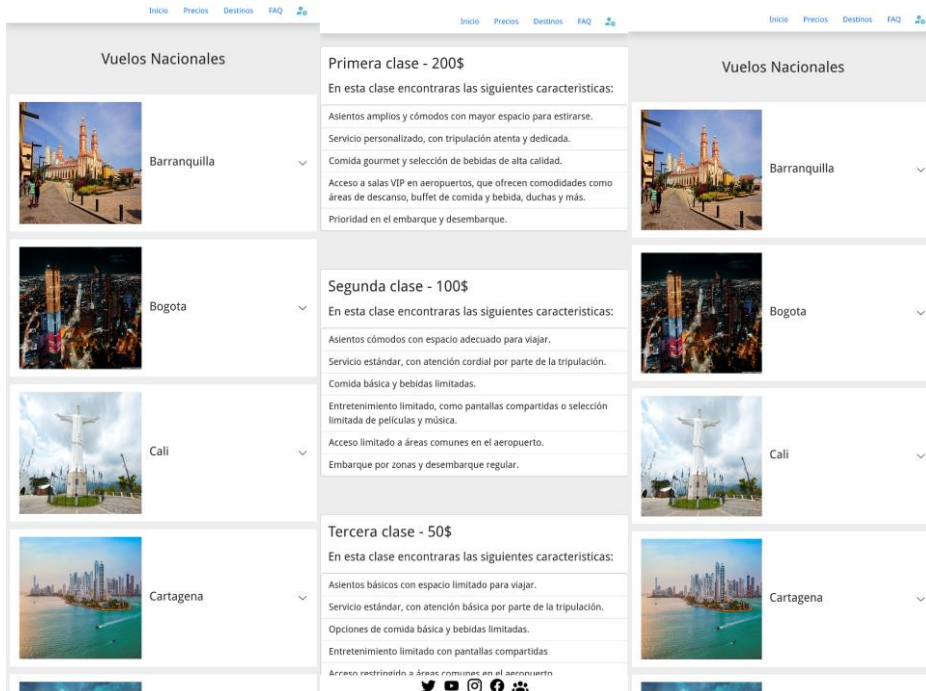 Inicio Precios Destinos FAQ
Vuelos Nacionales
Barranquilla
Bogota
Cali
Cartagena
Inicio Precios Destinos FAQ
Primera clase - 200$
En esta clase encontraras las siguientes caracteristicas:
Asientos amplios y cómodos con mayor espacio para estirarse.
Servicio personalizado, con tripulación atenta y dedicada.
Comida gourmet y selección de bebidas de alta calidad.
Acceso a salas VIP en aeropuertos, que ofrecen comodidades como
áreas de descanso, buffet de comida y bebida, duchas y más.
Prioridad en el embarque y desembarque.
Segunda clase - 100$
En esta clase encontraras las siguientes caracteristicas:
Asientos cómodos con espacio adecuado para viajar.
Servicio estándar, con atención cordial por parte de la tripulación.
Comida básica y bebidas limitadas.
Entretenimiento limitado, como pantallas compartidas o selección
limitada de películas y música.
Acceso limitado a áreas comunes en el aeropuerto.
Embarque por zonas y desembarque regular.
Tercera clase - 50$
En esta clase encontraras las siguientes caracteristicas:
Asientos básicos con espacio limitado para viajar.
Servicio estándar, con atención básica por parte de la tripulación.
Opciones de comida básica y bebidas limitadas.
Entretenimiento limitado con pantallas compartidas
Acceso restringido a áreas comunes en el aeropuerto
Inicio Precios Destinos FAQ
Vuelos Nacionales
Barranquilla
Bogota
Cali
Cartagena